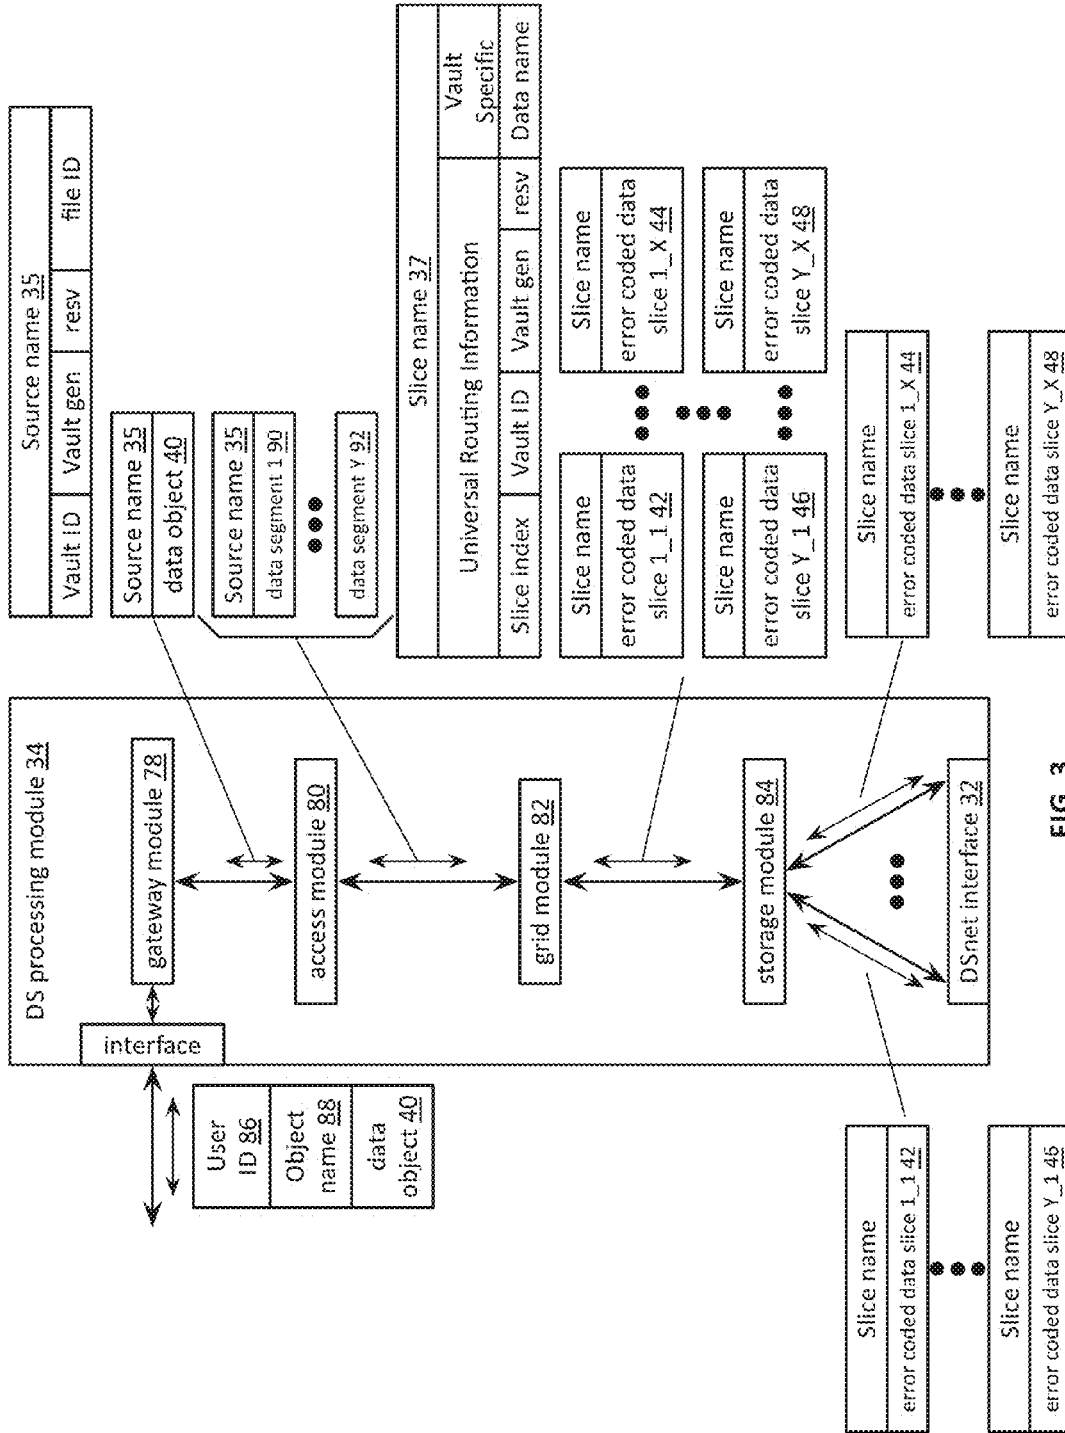 DS processing module 34
interface
gateway module 78
access module 80
grid module 82
storage module 84
DSnet interface 32
User
ID 86
Object
name 88
data
object 40
Source name 35
Vault ID
Vault gen
resv
file ID
Source name 35
data object 40
Source name 35
data segment 1 90
data segment Y 92
Slice name 37
Universal Routing Information
Vault
Specific
Slice index
Vault ID
Vault gen
resv
Data name
Slice name
error coded data
slice 1_1 42
Slice name
error coded data
slice 1_X 44
Slice name
error coded data
slice Y_1 46
Slice name
error coded data
slice Y_X 48
Slice name
error coded data slice 1_1 42
Slice name
error coded data slice Y_1 46
Slice name
error coded data slice 1_X 44
Slice name
error coded data slice Y_X 48
FIG. 3